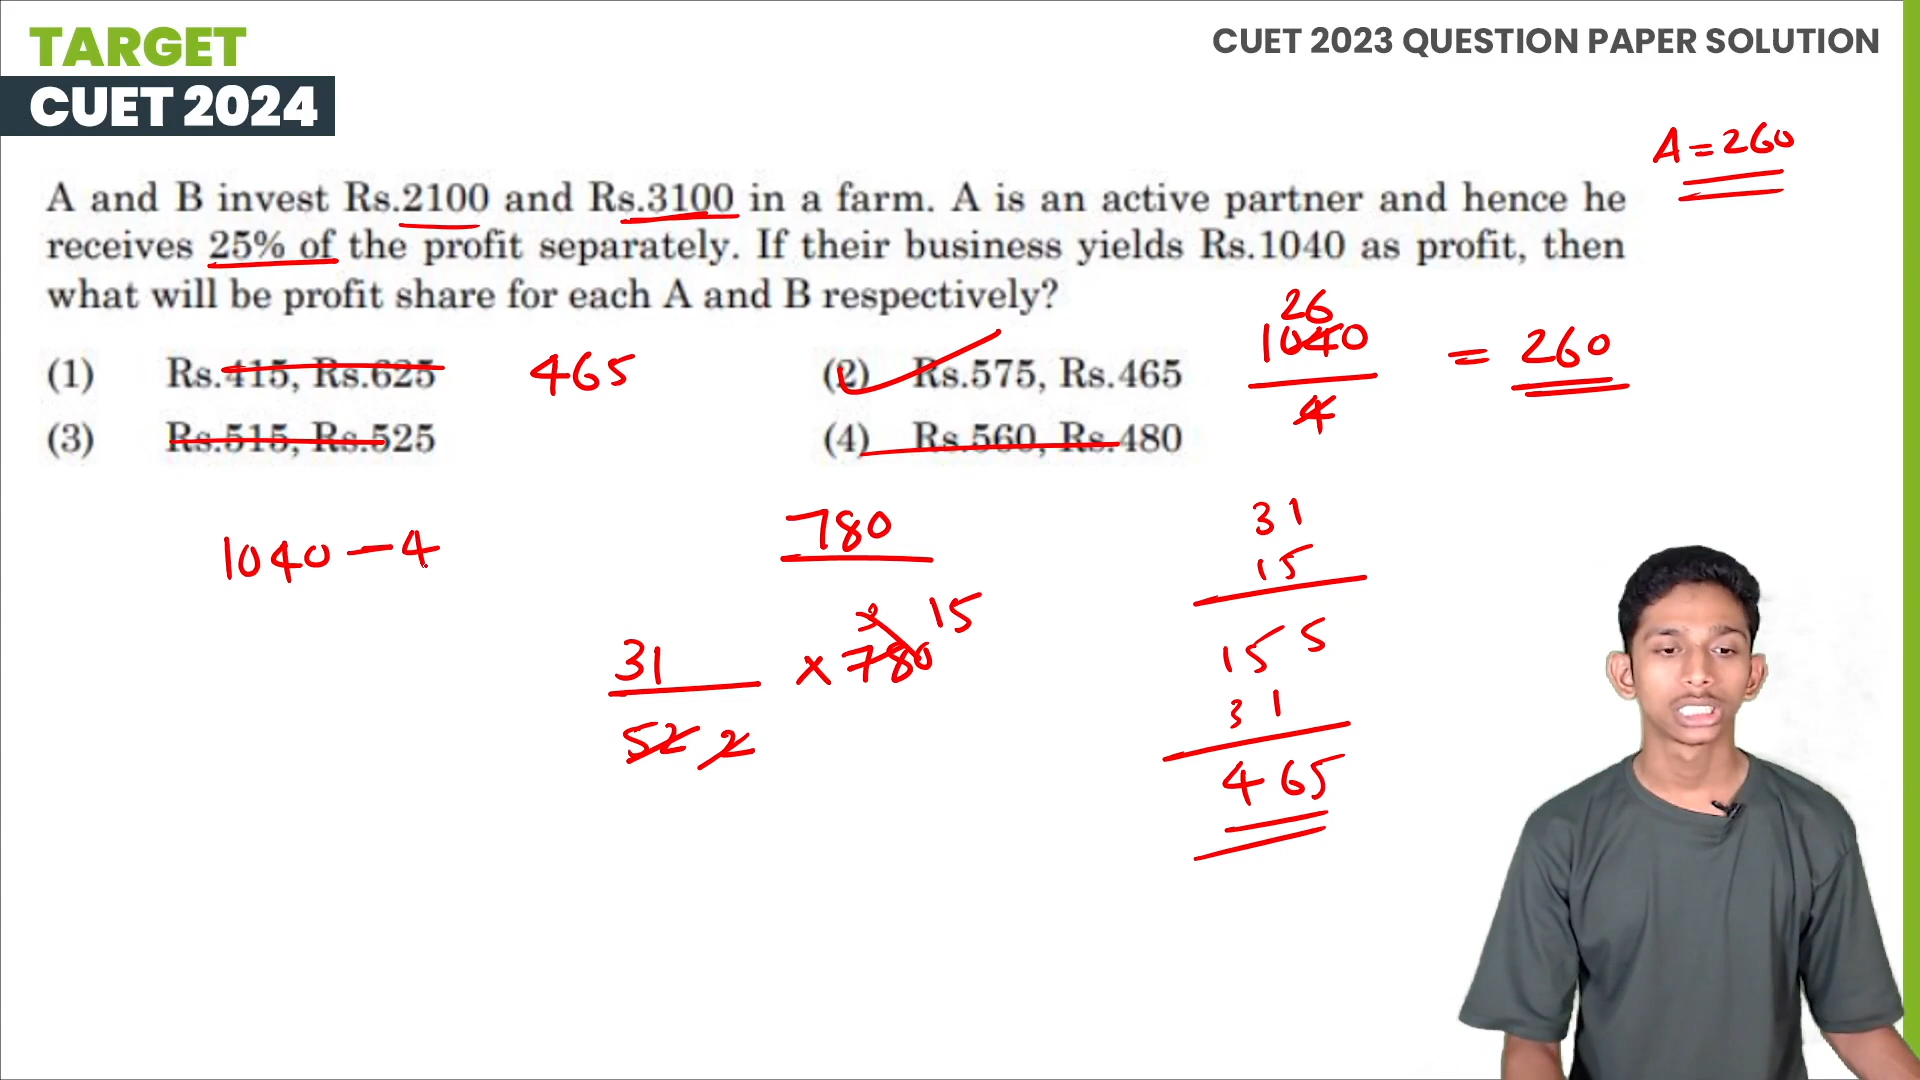 TARGET
CUET 2024
CUET 2023 QUESTION PAPER SOLUTION
A = 260
A and B invest Rs.2100 and Rs.3100 in a farm. A is an active partner and hence he
receives 25% of the profit separately. If their business yields Rs.1040 as profit, then
what will be profit share for each A and B respectively?
(1) Rs.415, Rs.625
465
(2) Rs.575, Rs.465
(3) Rs.515, Rs.525
(4) Rs.560, Rs.480
26
1040
4
= 260
1040 - 4
780
3 15
31 × 780
52 2
31
15
155
31
465